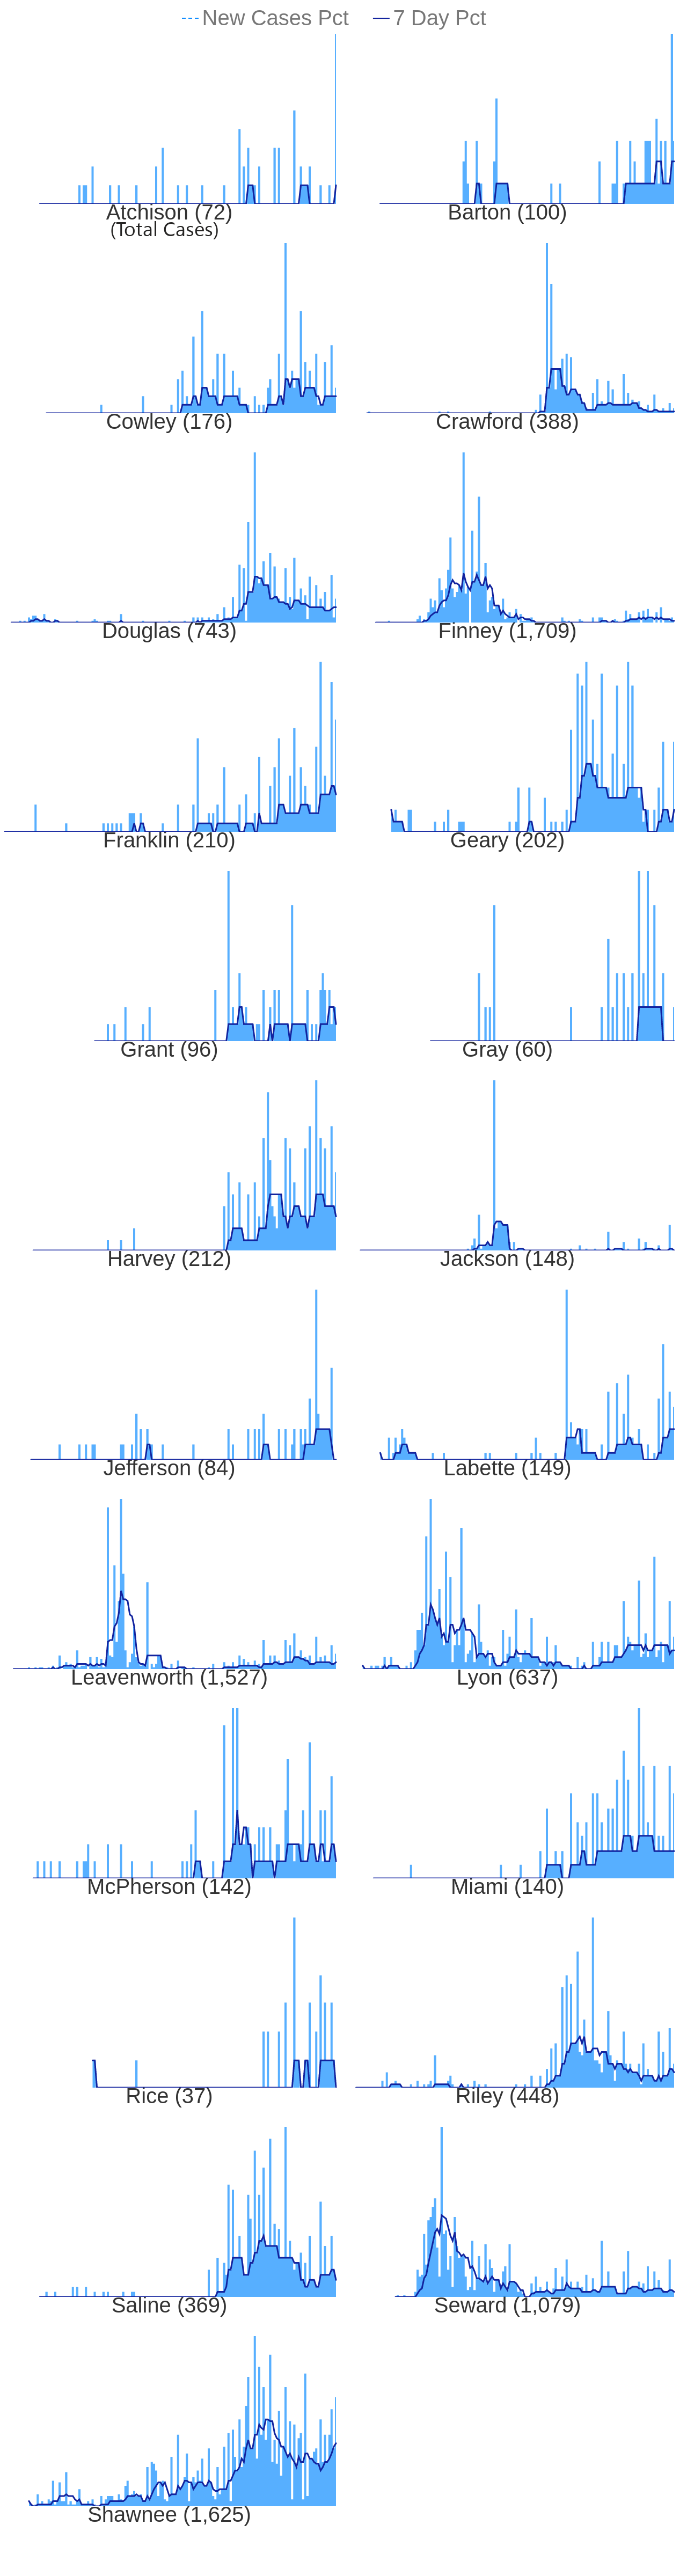 New Cases Pct 7 Day Pct
Atchison (72) Barton (100)
(Total Cases)
Cowley (176) Crawford (388)
Douglas (743) Finney (1,709)
Franklin (210) Geary (202)
Grant (96) Gray (60)
Harvey (212) Jackson (148)
Jefferson (84) Labette (149)
Leavenworth (1,527) Lyon (637)
McPherson (142) Miami (140)
Rice (37) Riley (448)
Saline (369) Seward (1,079)
Shawnee (1,625)